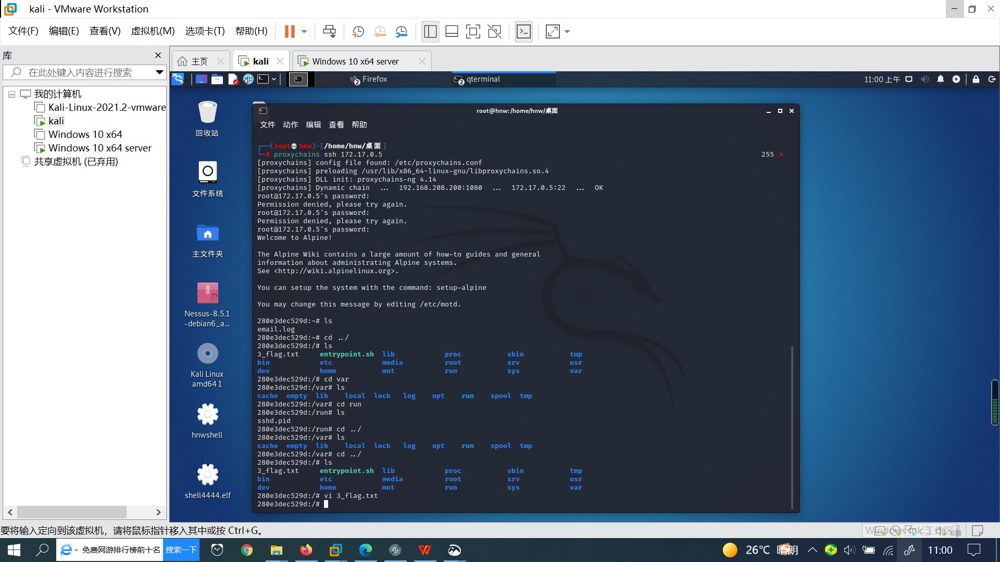 kali - VMware Workstation
文件(F) 编辑(E) 查看(V) 虚拟机(M) 选项卡(T) 帮助(H)
库
在此处键入内容进行搜索
我的计算机
Kali-Linux-2021.2-vmware
kali
Windows 10 x64
Windows 10 x64 server
共享虚拟机 (已弃用)
主页 kali Windows 10 x64 server
2 Firefox 2 qterminal 11:00 上午
回收站
文件系统
主文件夹
Nessus-8.5.1
-debian6_a...
Kali Linux
amd64 1
hnwshell
shell4444.elf
root@hnw:/home/hnw/桌面
文件 动作 编辑 查看 帮助
(root💀hnw)-[/home/hnw/桌面]
# proxychains ssh 172.17.0.5 255 ×
[proxychains] config file found: /etc/proxychains.conf
[proxychains] preloading /usr/lib/x86_64-linux-gnu/libproxychains.so.4
[proxychains] DLL init: proxychains-ng 4.14
[proxychains] Dynamic chain ... 192.168.208.200:1080 ... 172.17.0.5:22 ... OK
root@172.17.0.5's password:
Permission denied, please try again.
root@172.17.0.5's password:
Permission denied, please try again.
root@172.17.0.5's password:
Welcome to Alpine!
The Alpine Wiki contains a large amount of how-to guides and general
information about administrating Alpine systems.
See <http://wiki.alpinelinux.org>.
You can setup the system with the command: setup-alpine
You may change this message by editing /etc/motd.
280e3dec529d:~# ls
email.log
280e3dec529d:~# cd ../
280e3dec529d:/# ls
3_flag.txt entrypoint.sh lib proc sbin tmp
bin etc media root srv usr
dev home mnt run sys var
280e3dec529d:/# cd var
280e3dec529d:/var# ls
cache empty lib local lock log opt run spool tmp
280e3dec529d:/var# cd run
280e3dec529d:/run# ls
sshd.pid
280e3dec529d:/run# cd ../
280e3dec529d:/var# ls
cache empty lib local lock log opt run spool tmp
280e3dec529d:/var# cd ../
280e3dec529d:/# ls
3_flag.txt entrypoint.sh lib proc sbin tmp
bin etc media root srv usr
dev home mnt run sys var
280e3dec529d:/# vi 3_flag.txt
280e3dec529d:/#
要将输入定向到该虚拟机，请将鼠标指针移入其中或按 Ctrl+G。
免费网游排行榜前十名 搜索一下
26℃ 晴朗 11:00